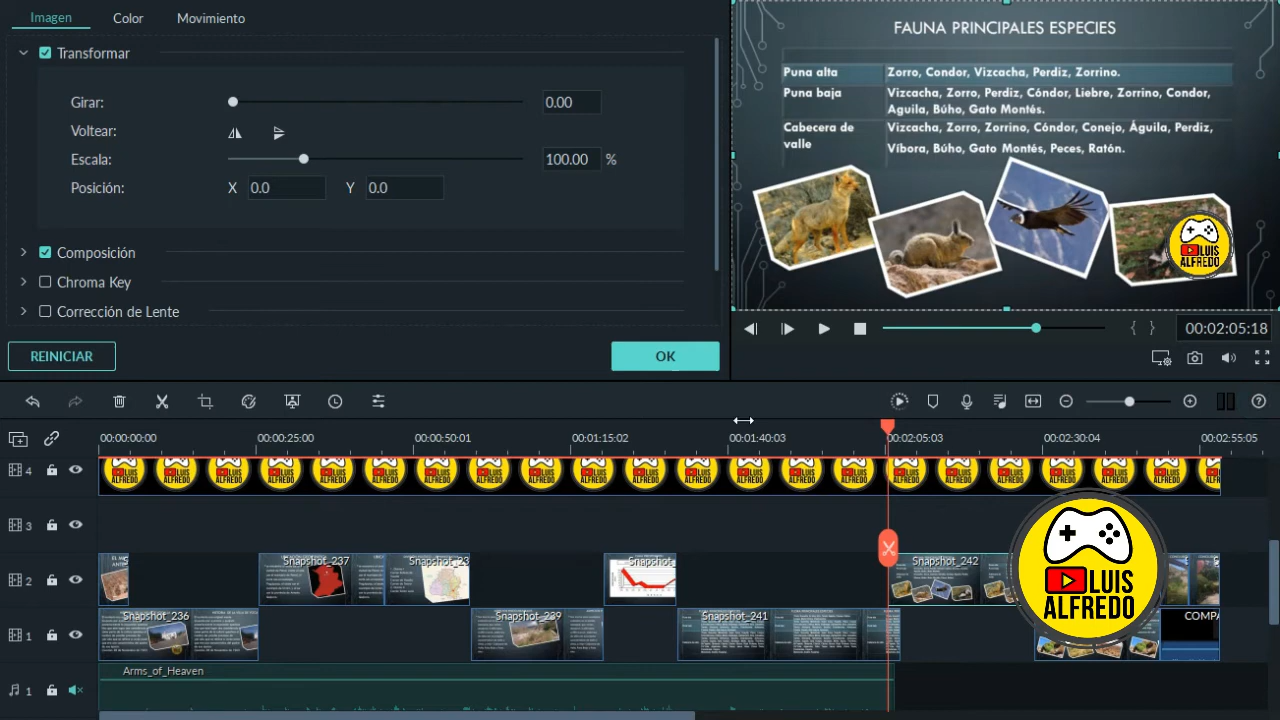 Imagen Color Movimiento
Transformar
Girar: 0.00
Voltear:
Escala: 100.00 %
Posición: X 0.0 Y 0.0
Composición
Chroma Key
Corrección de Lente
REINICIAR OK
FAUNA PRINCIPALES ESPECIES
Puna alta Zorro, Condor, Vizcacha, Perdiz, Zorrino.
Puna baja Vizcacha, Zorro, Perdiz, Cóndor, Liebre, Zorrino, Condor,
Aguila, Búho, Gato Montés.
Cabecera de Vizcacha, Zorro, Zorrino, Cóndor, Conejo, Águila, Perdiz,
valle Víbora, Búho, Gato Montés, Peces, Ratón.
LUIS
ALFREDO
{ } 00:02:05:18
00:00:00:00 00:00:25:00 00:00:50:01 00:01:15:02 00:01:40:03 00:02:05:03 00:02:30:04 00:02:55:05
4
LUIS
ALFREDO
3
2 Snapshot_237 Snapshot_23 Snapshot_ Snapshot_242
LUIS
ALFREDO
1 Snapshot_236 Snapshot_239 Snapshot_241 COMPA
1 Arms_of_Heaven